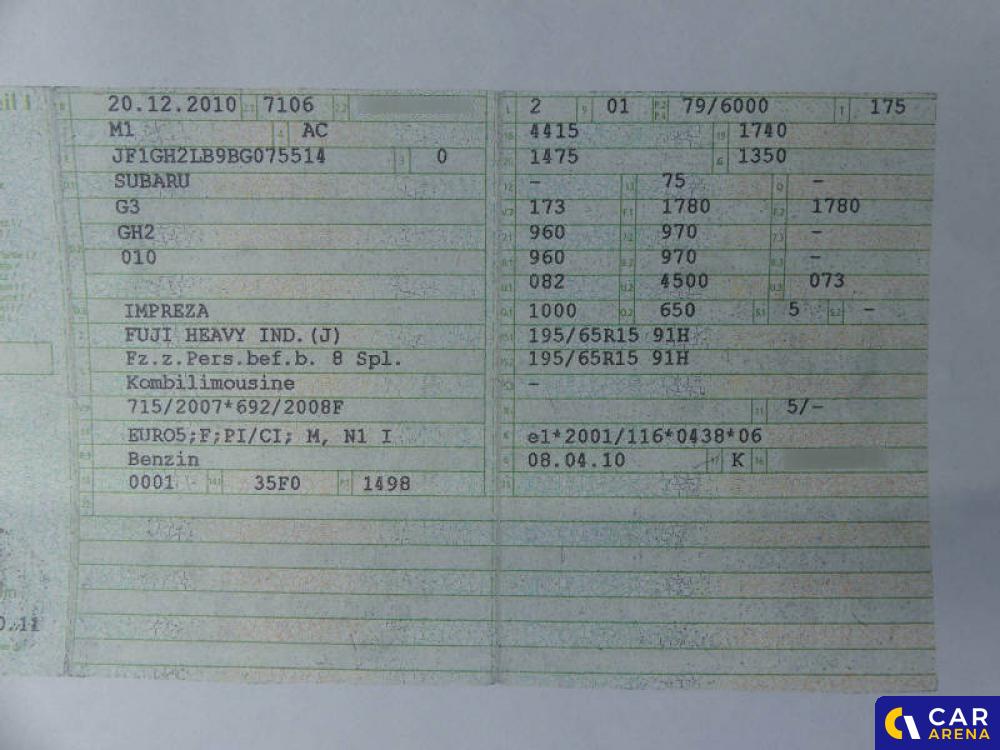 20.12.2010 7106
M1 AC
JF1GH2LB9BG075514 0
SUBARU
G3
GH2
010
IMPREZA
FUJI HEAVY IND.(J)
Fz.z.Pers.bef.b. 8 Spl.
Kombilimousine
715/2007*692/2008F
EURO5;F;PI/CI; M, N1 I
Benzin
0001 35F0 1498
2 01 79/6000 175
4415 1740
1475 1350
- 75 -
173 1780 1780
960 970 -
960 970 -
082 4500 073
1000 650 5 -
195/65R15 91H
195/65R15 91H
-
5/-
e1*2001/116*0438*06
08.04.10 K
CAR
ARENA